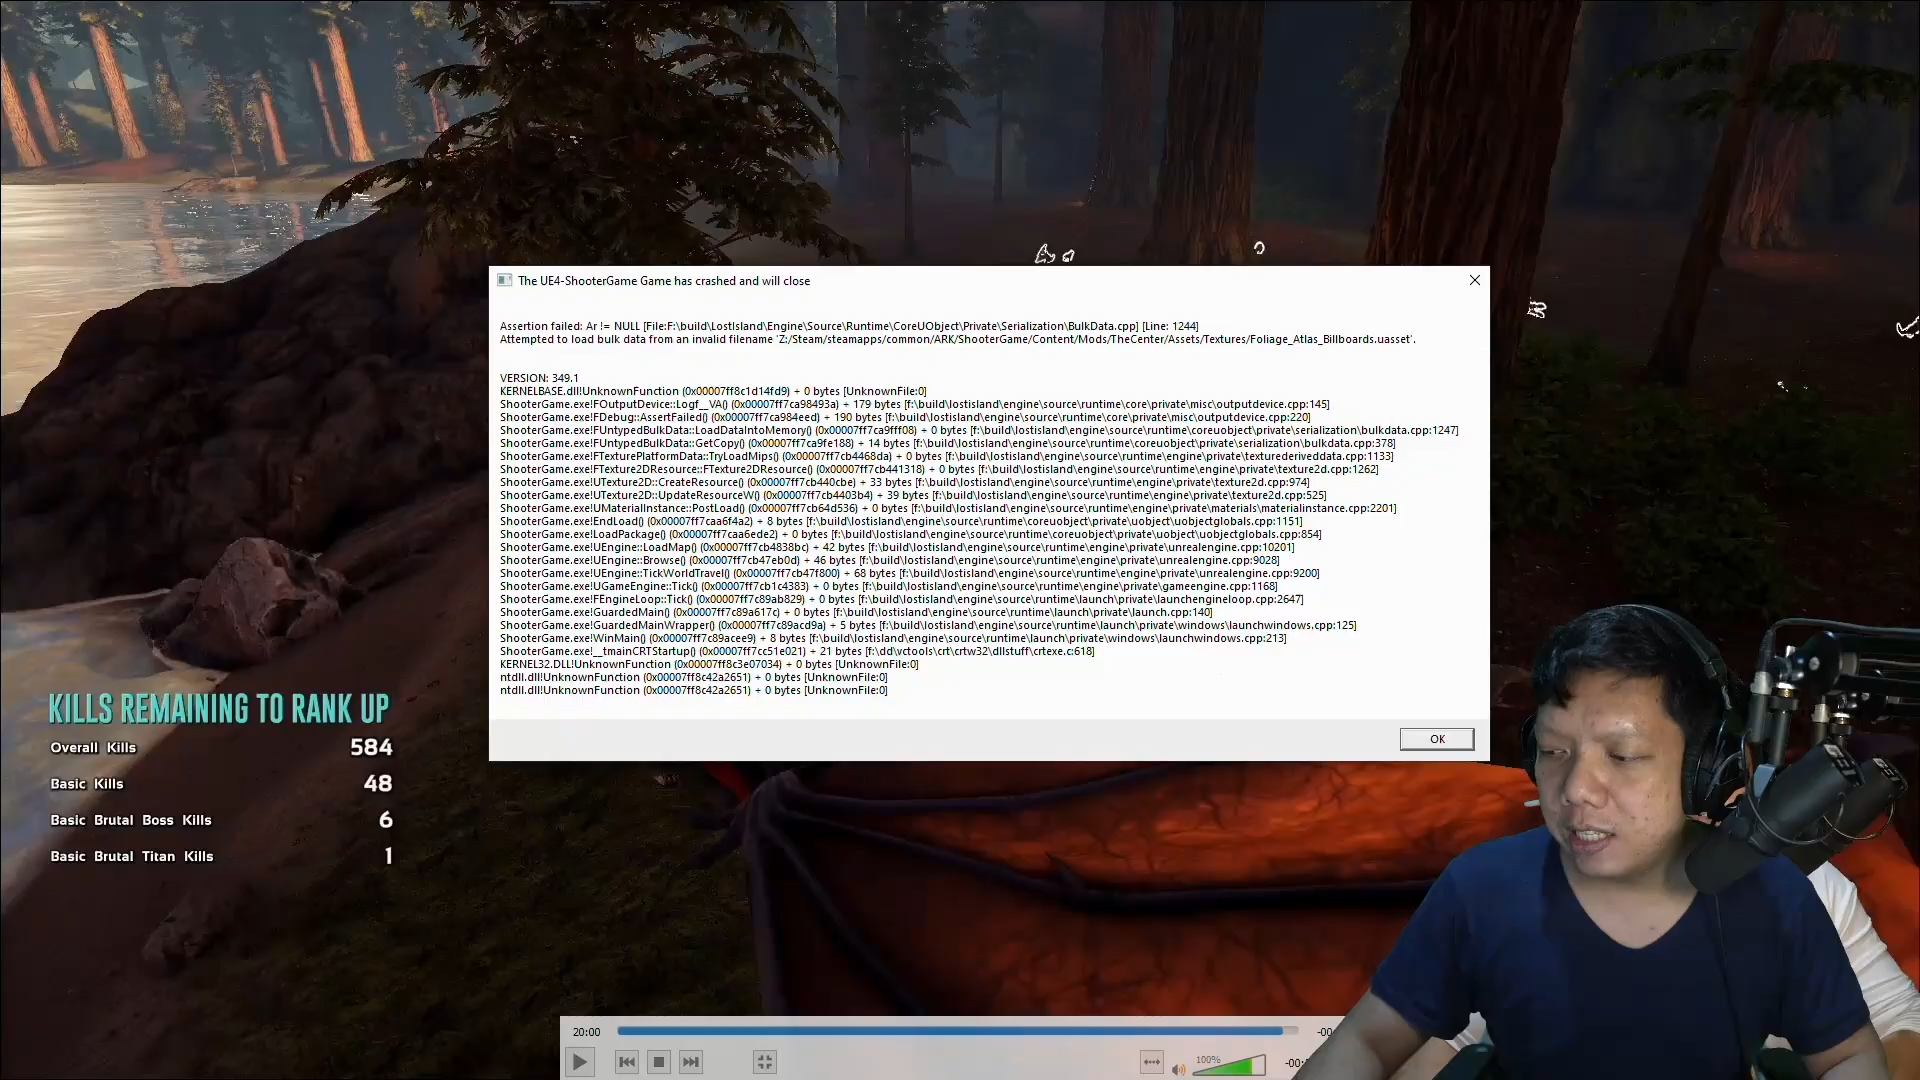 The UE4-ShooterGame Game has crashed and will close
Assertion failed: Ar != NULL [File:F:\build\LostIsland\Engine\Source\Runtime\CoreUObject\Private\Serialization\BulkData.cpp] [Line: 1244]
Attempted to load bulk data from an invalid filename 'Z:/Steam/steamapps/common/ARK/ShooterGame/Content/Mods/TheCenter/Assets/Textures/Foliage_Atlas_Billboards.uasset'.
VERSION: 349.1
KERNELBASE.dll!UnknownFunction (0x00007ff8c1d14fd9) + 0 bytes [UnknownFile:0]
ShooterGame.exe!FOutputDevice::Logf__VA() (0x00007ff7ca98493a) + 179 bytes [f:\build\lostisland\engine\source\runtime\core\private\misc\outputdevice.cpp:145]
ShooterGame.exe!FDebug::AssertFailed() (0x00007ff7ca984eed) + 190 bytes [f:\build\lostisland\engine\source\runtime\core\private\misc\outputdevice.cpp:220]
ShooterGame.exe!FUntypedBulkData::LoadDataIntoMemory() (0x00007ff7ca9fff08) + 0 bytes [f:\build\lostisland\engine\source\runtime\coreuobject\private\serialization\bulkdata.cpp:1247]
ShooterGame.exe!FUntypedBulkData::GetCopy() (0x00007ff7ca9fe188) + 14 bytes [f:\build\lostisland\engine\source\runtime\coreuobject\private\serialization\bulkdata.cpp:378]
ShooterGame.exe!FTexturePlatformData::TryLoadMips() (0x00007ff7cb4468da) + 0 bytes [f:\build\lostisland\engine\source\runtime\engine\private\texturederiveddata.cpp:1133]
ShooterGame.exe!FTexture2DResource::FTexture2DResource() (0x00007ff7cb441318) + 0 bytes [f:\build\lostisland\engine\source\runtime\engine\private\texture2d.cpp:1262]
ShooterGame.exe!UTexture2D::CreateResource() (0x00007ff7cb440cbe) + 33 bytes [f:\build\lostisland\engine\source\runtime\engine\private\texture2d.cpp:974]
ShooterGame.exe!UTexture2D::UpdateResourceW() (0x00007ff7cb4403b4) + 39 bytes [f:\build\lostisland\engine\source\runtime\engine\private\texture2d.cpp:525]
ShooterGame.exe!UMaterialInstance::PostLoad() (0x00007ff7cb64d536) + 0 bytes [f:\build\lostisland\engine\source\runtime\engine\private\materials\materialinstance.cpp:2201]
ShooterGame.exe!EndLoad() (0x00007ff7caa6f4a2) + 8 bytes [f:\build\lostisland\engine\source\runtime\coreuobject\private\uobject\uobjectglobals.cpp:1151]
ShooterGame.exe!LoadPackage() (0x00007ff7caa6ede2) + 0 bytes [f:\build\lostisland\engine\source\runtime\coreuobject\private\uobject\uobjectglobals.cpp:854]
ShooterGame.exe!UEngine::LoadMap() (0x00007ff7cb4838bc) + 42 bytes [f:\build\lostisland\engine\source\runtime\engine\private\unrealengine.cpp:10201]
ShooterGame.exe!UEngine::Browse() (0x00007ff7cb47eb0d) + 46 bytes [f:\build\lostisland\engine\source\runtime\engine\private\unrealengine.cpp:9028]
ShooterGame.exe!UEngine::TickWorldTravel() (0x00007ff7cb47f800) + 68 bytes [f:\build\lostisland\engine\source\runtime\engine\private\unrealengine.cpp:9200]
ShooterGame.exe!UGameEngine::Tick() (0x00007ff7cb1c4383) + 0 bytes [f:\build\lostisland\engine\source\runtime\engine\private\gameengine.cpp:1168]
ShooterGame.exe!FEngineLoop::Tick() (0x00007ff7c89ab829) + 0 bytes [f:\build\lostisland\engine\source\runtime\launch\private\launchengineloop.cpp:2647]
ShooterGame.exe!GuardedMain() (0x00007ff7c89a617c) + 0 bytes [f:\build\lostisland\engine\source\runtime\launch\private\launch.cpp:140]
ShooterGame.exe!GuardedMainWrapper() (0x00007ff7c89acd9a) + 5 bytes [f:\build\lostisland\engine\source\runtime\launch\private\windows\launchwindows.cpp:125]
ShooterGame.exe!WinMain() (0x00007ff7c89acee9) + 8 bytes [f:\build\lostisland\engine\source\runtime\launch\private\windows\launchwindows.cpp:213]
ShooterGame.exe!__tmainCRTStartup() (0x00007ff7cc51e021) + 21 bytes [f:\dd\vctools\crt\crtw32\dllstuff\crtexe.c:618]
KERNEL32.DLL!UnknownFunction (0x00007ff8c3e07034) + 0 bytes [UnknownFile:0]
ntdll.dll!UnknownFunction (0x00007ff8c42a2651) + 0 bytes [UnknownFile:0]
ntdll.dll!UnknownFunction (0x00007ff8c42a2651) + 0 bytes [UnknownFile:0]
OK
KILLS REMAINING TO RANK UP
Overall Kills 584
Basic Kills 48
Basic Brutal Boss Kills 6
Basic Brutal Titan Kills 1
20:00
100%